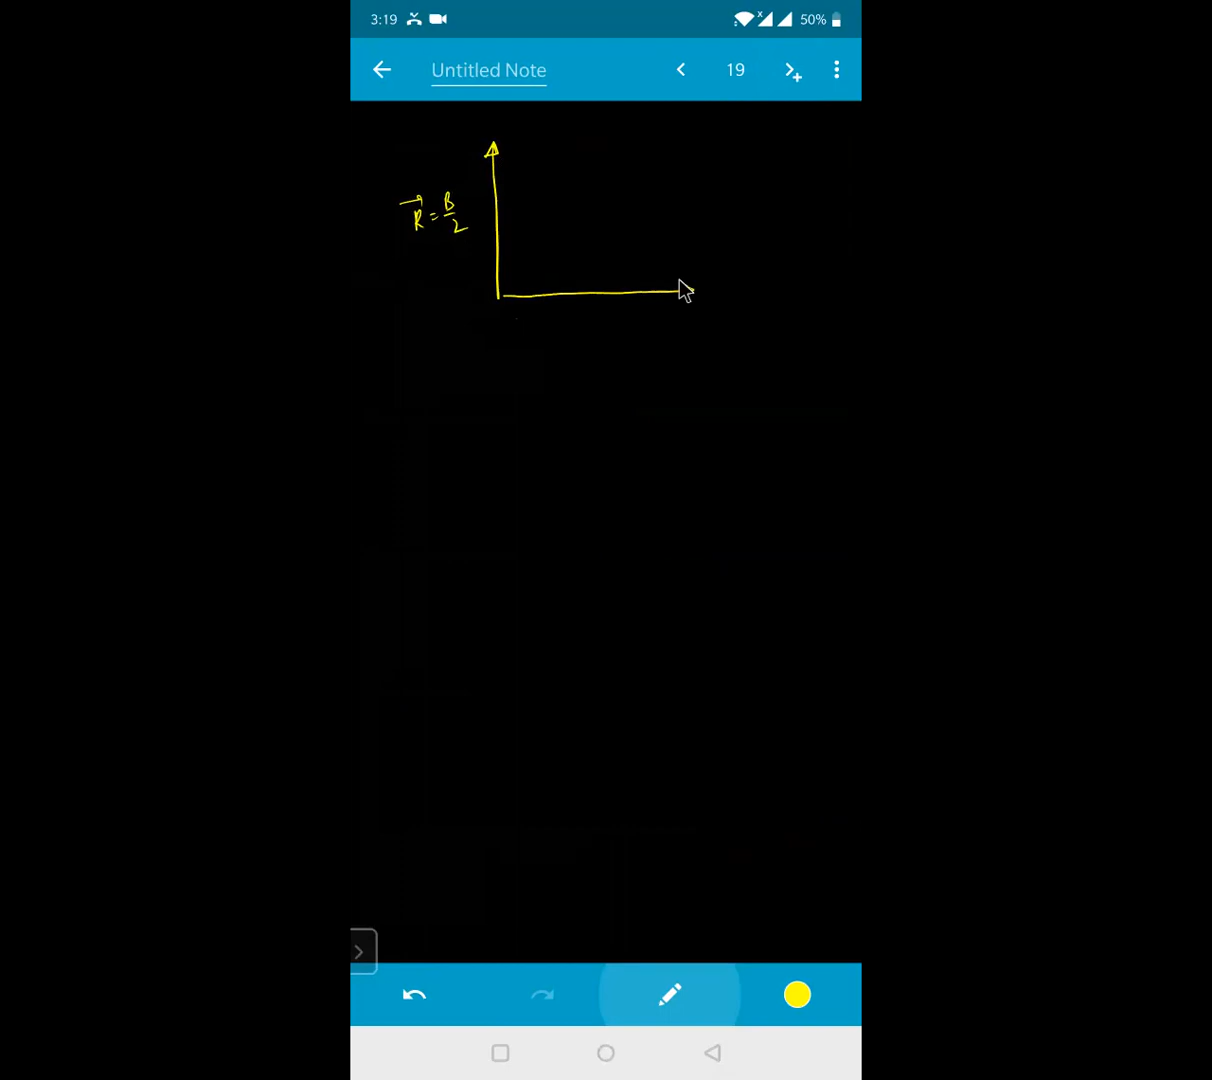 3:19 x 50%
Untitled Note 19
R⃗ = B/2